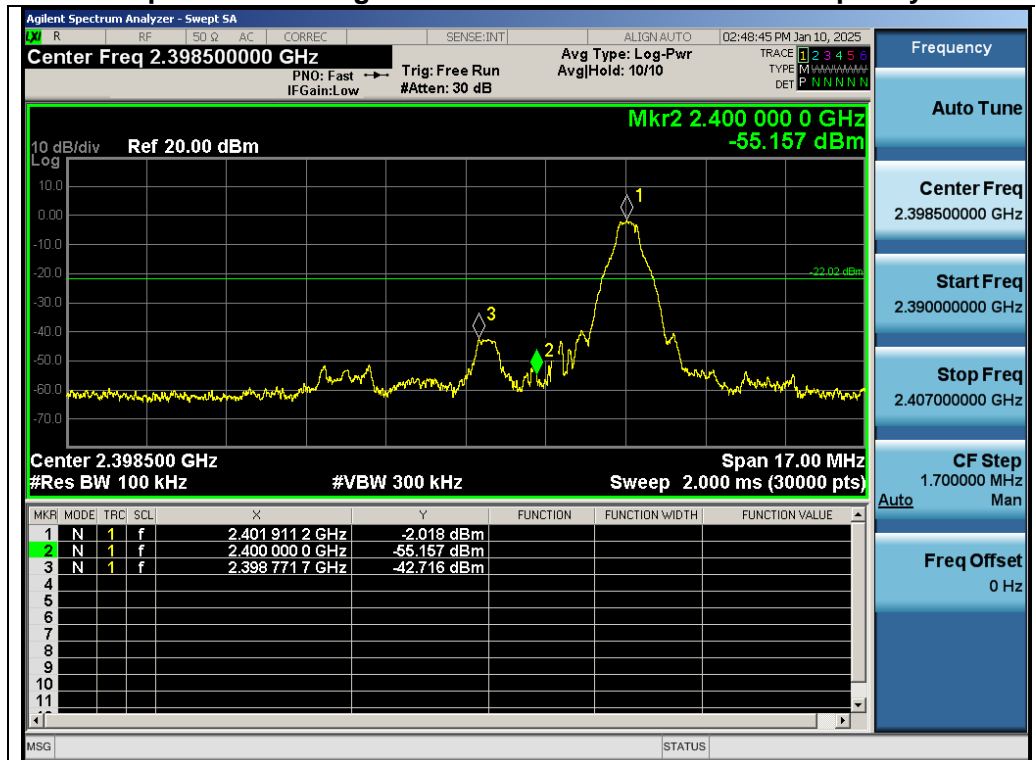 Agilent Spectrum Analyzer - Swept SA
LXI R RF 50 Ω AC CORREC SENSE:INT ALIGN AUTO 02:48:45 PM Jan 10, 2025
Center Freq 2.398500000 GHz
PNO: Fast
IFGain:Low
Trig: Free Run
#Atten: 30 dB
Avg Type: Log-Pwr
Avg|Hold: 10/10
TRACE 1 2 3 4 5 6
TYPE M
DET P N N N N N
Mkr2 2.400 000 0 GHz
-55.157 dBm
10 dB/div
Log
Ref 20.00 dBm
10.0
0.00
-10.0
-20.0
-30.0
-40.0
-50.0
-60.0
-70.0
1
-22.02 dBm
3
2
Center 2.398500 GHz
Span 17.00 MHz
#Res BW 100 kHz
#VBW 300 kHz
Sweep 2.000 ms (30000 pts)
MKR MODE TRC SCL X Y FUNCTION FUNCTION WIDTH FUNCTION VALUE
1 N 1 f 2.401 911 2 GHz -2.018 dBm
2 N 1 f 2.400 000 0 GHz -55.157 dBm
3 N 1 f 2.398 771 7 GHz -42.716 dBm
4
5
6
7
8
9
10
11
MSG
STATUS
Frequency
Auto Tune
Center Freq
2.398500000 GHz
Start Freq
2.390000000 GHz
Stop Freq
2.407000000 GHz
CF Step
1.700000 MHz
Auto Man
Freq Offset
0 Hz